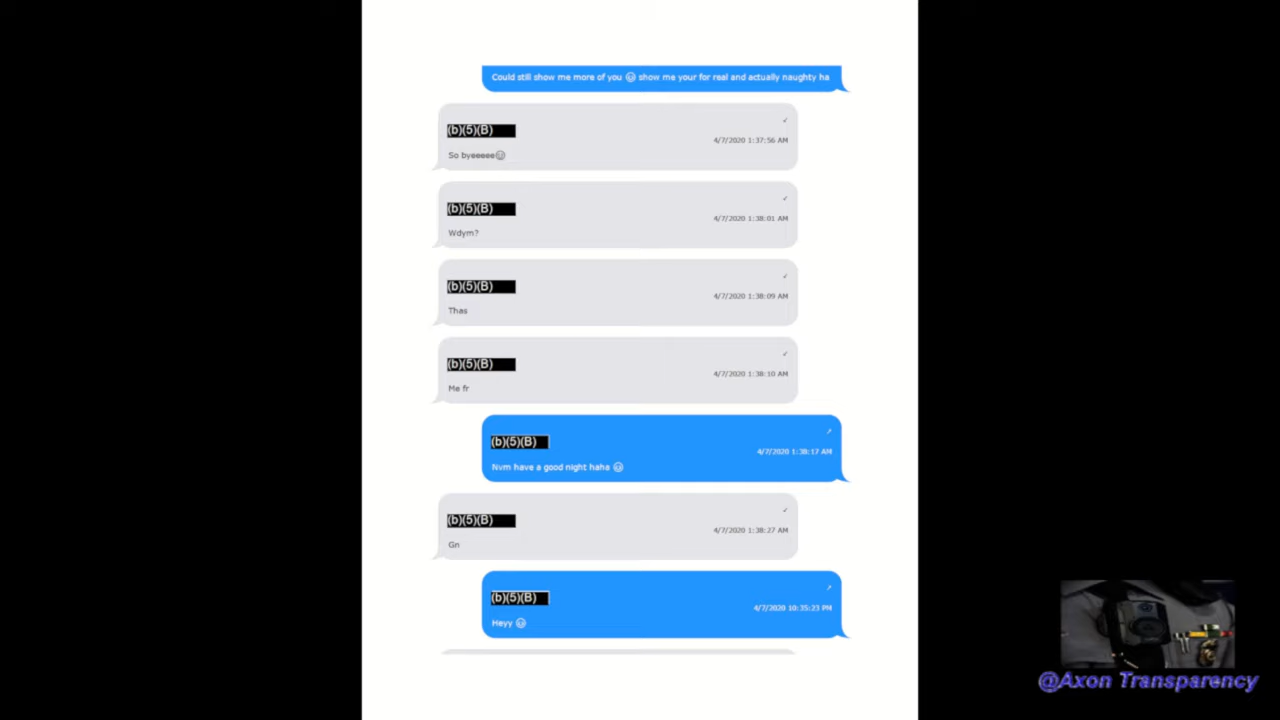 Could still show me more of you 😉 show me your for real and actually naughty ha
(b)(5)(B)
4/7/2020 1:37:56 AM
So byeeeee
(b)(5)(B)
4/7/2020 1:38:01 AM
Wdym?
(b)(5)(B)
4/7/2020 1:38:09 AM
Thas
(b)(5)(B)
4/7/2020 1:38:10 AM
Me fr
(b)(5)(B)
4/7/2020 1:38:17 AM
Nvm have a good night haha
(b)(5)(B)
4/7/2020 1:38:27 AM
Gn
(b)(5)(B)
4/7/2020 10:35:23 PM
Heyy
@Axon Transparency